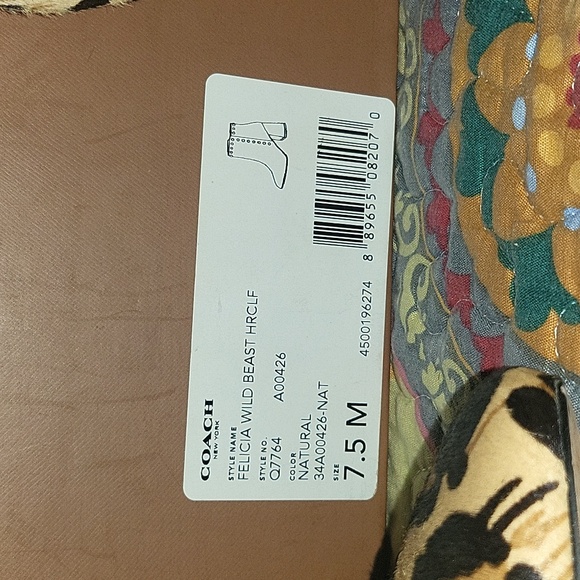 COACH
NEW YORK
STYLE NAME
FELICIA WILD BEAST HRCLF
STYLE NO.
Q7764 A00426
COLOR
NATURAL
34A00426-NAT 4500196274
SIZE
7.5 M
8 89655 08207 0